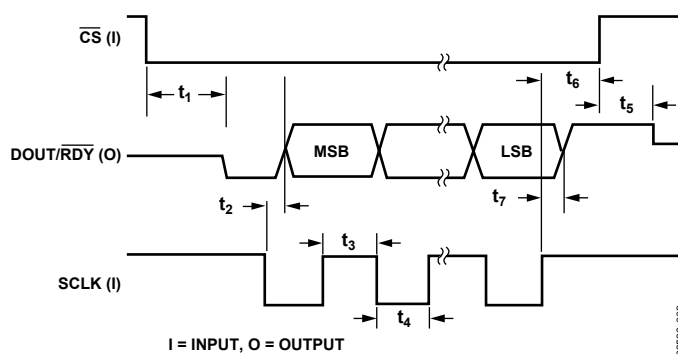 CS (I)
t1
t6
t5
DOUT/RDY (O)
MSB
LSB
t2
t7
t3
SCLK (I)
t4
I = INPUT, O = OUTPUT